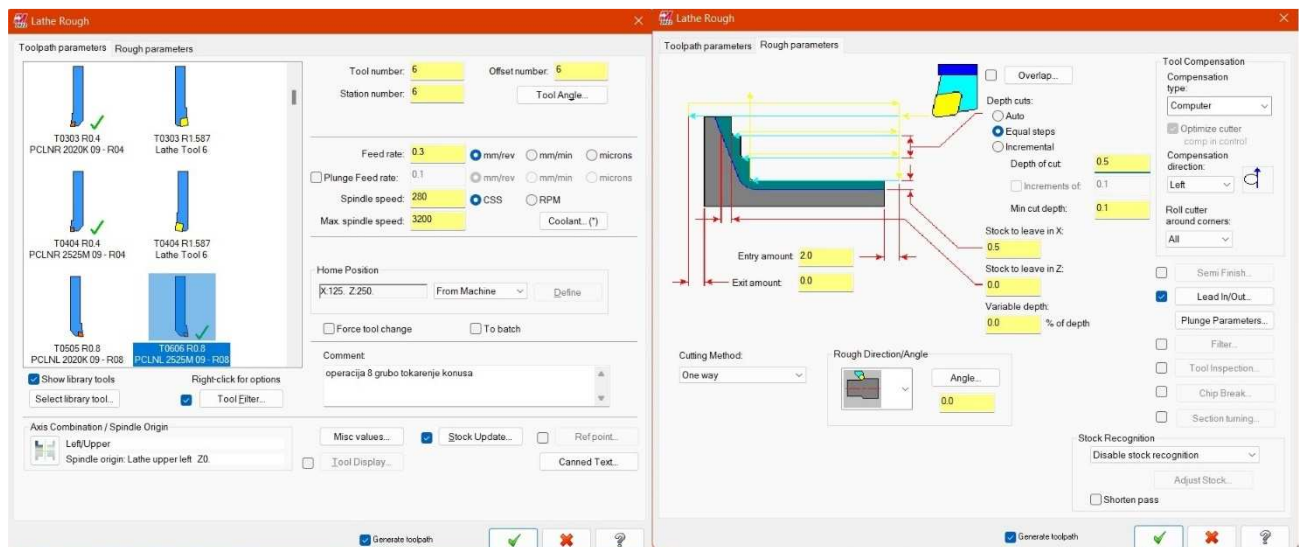 Lathe Rough
Toolpath parameters Rough parameters
T0303 R0.4
PCLNR 2020K 09 - R04
T0303 R1.587
Lathe Tool 6
T0404 R0.4
PCLNR 2525M 09 - R04
T0404 R1.587
Lathe Tool 6
T0505 R0.8
PCLNL 2020K 09 - R08
T0606 R0.8
PCLNL 2525M 09 - R08
Show library tools
Right-click for options
Select library tool...
Tool Filter...
Axis Combination / Spindle Origin
Left/Upper
Spindle origin: Lathe upper left Z0.
Tool number: 6
Offset number: 6
Station number: 6
Tool Angle...
Feed rate: 0.3 mm/rev mm/min microns
Plunge Feed rate: 0.1 mm/rev mm/min microns
Spindle speed: 280 CSS RPM
Max. spindle speed: 3200
Coolant... (*)
Home Position
X:125. Z:250. From Machine Define
Force tool change To batch
Comment:
operacija 8 grubo tokarenje konusa
Misc values... Stock Update... Ref point...
Tool Display... Canned Text...
Generate toolpath
Lathe Rough
Toolpath parameters Rough parameters
Overlap...
Depth cuts:
Auto
Equal steps
Incremental
Depth of cut: 0.5
Increments of: 0.1
Min cut depth: 0.1
Stock to leave in X:
0.5
Stock to leave in Z:
0.0
Variable depth:
0.0 % of depth
Entry amount: 2.0
Exit amount: 0.0
Cutting Method:
One way
Rough Direction/Angle
Angle...
0.0
Tool Compensation
Compensation
type:
Computer
Optimize cutter
comp in control
Compensation
direction:
Left
Roll cutter
around corners:
All
Semi Finish...
Lead In/Out...
Plunge Parameters...
Filter...
Tool Inspection...
Chip Break...
Section turning...
Stock Recognition
Disable stock recognition
Adjust Stock...
Shorten pass
Generate toolpath